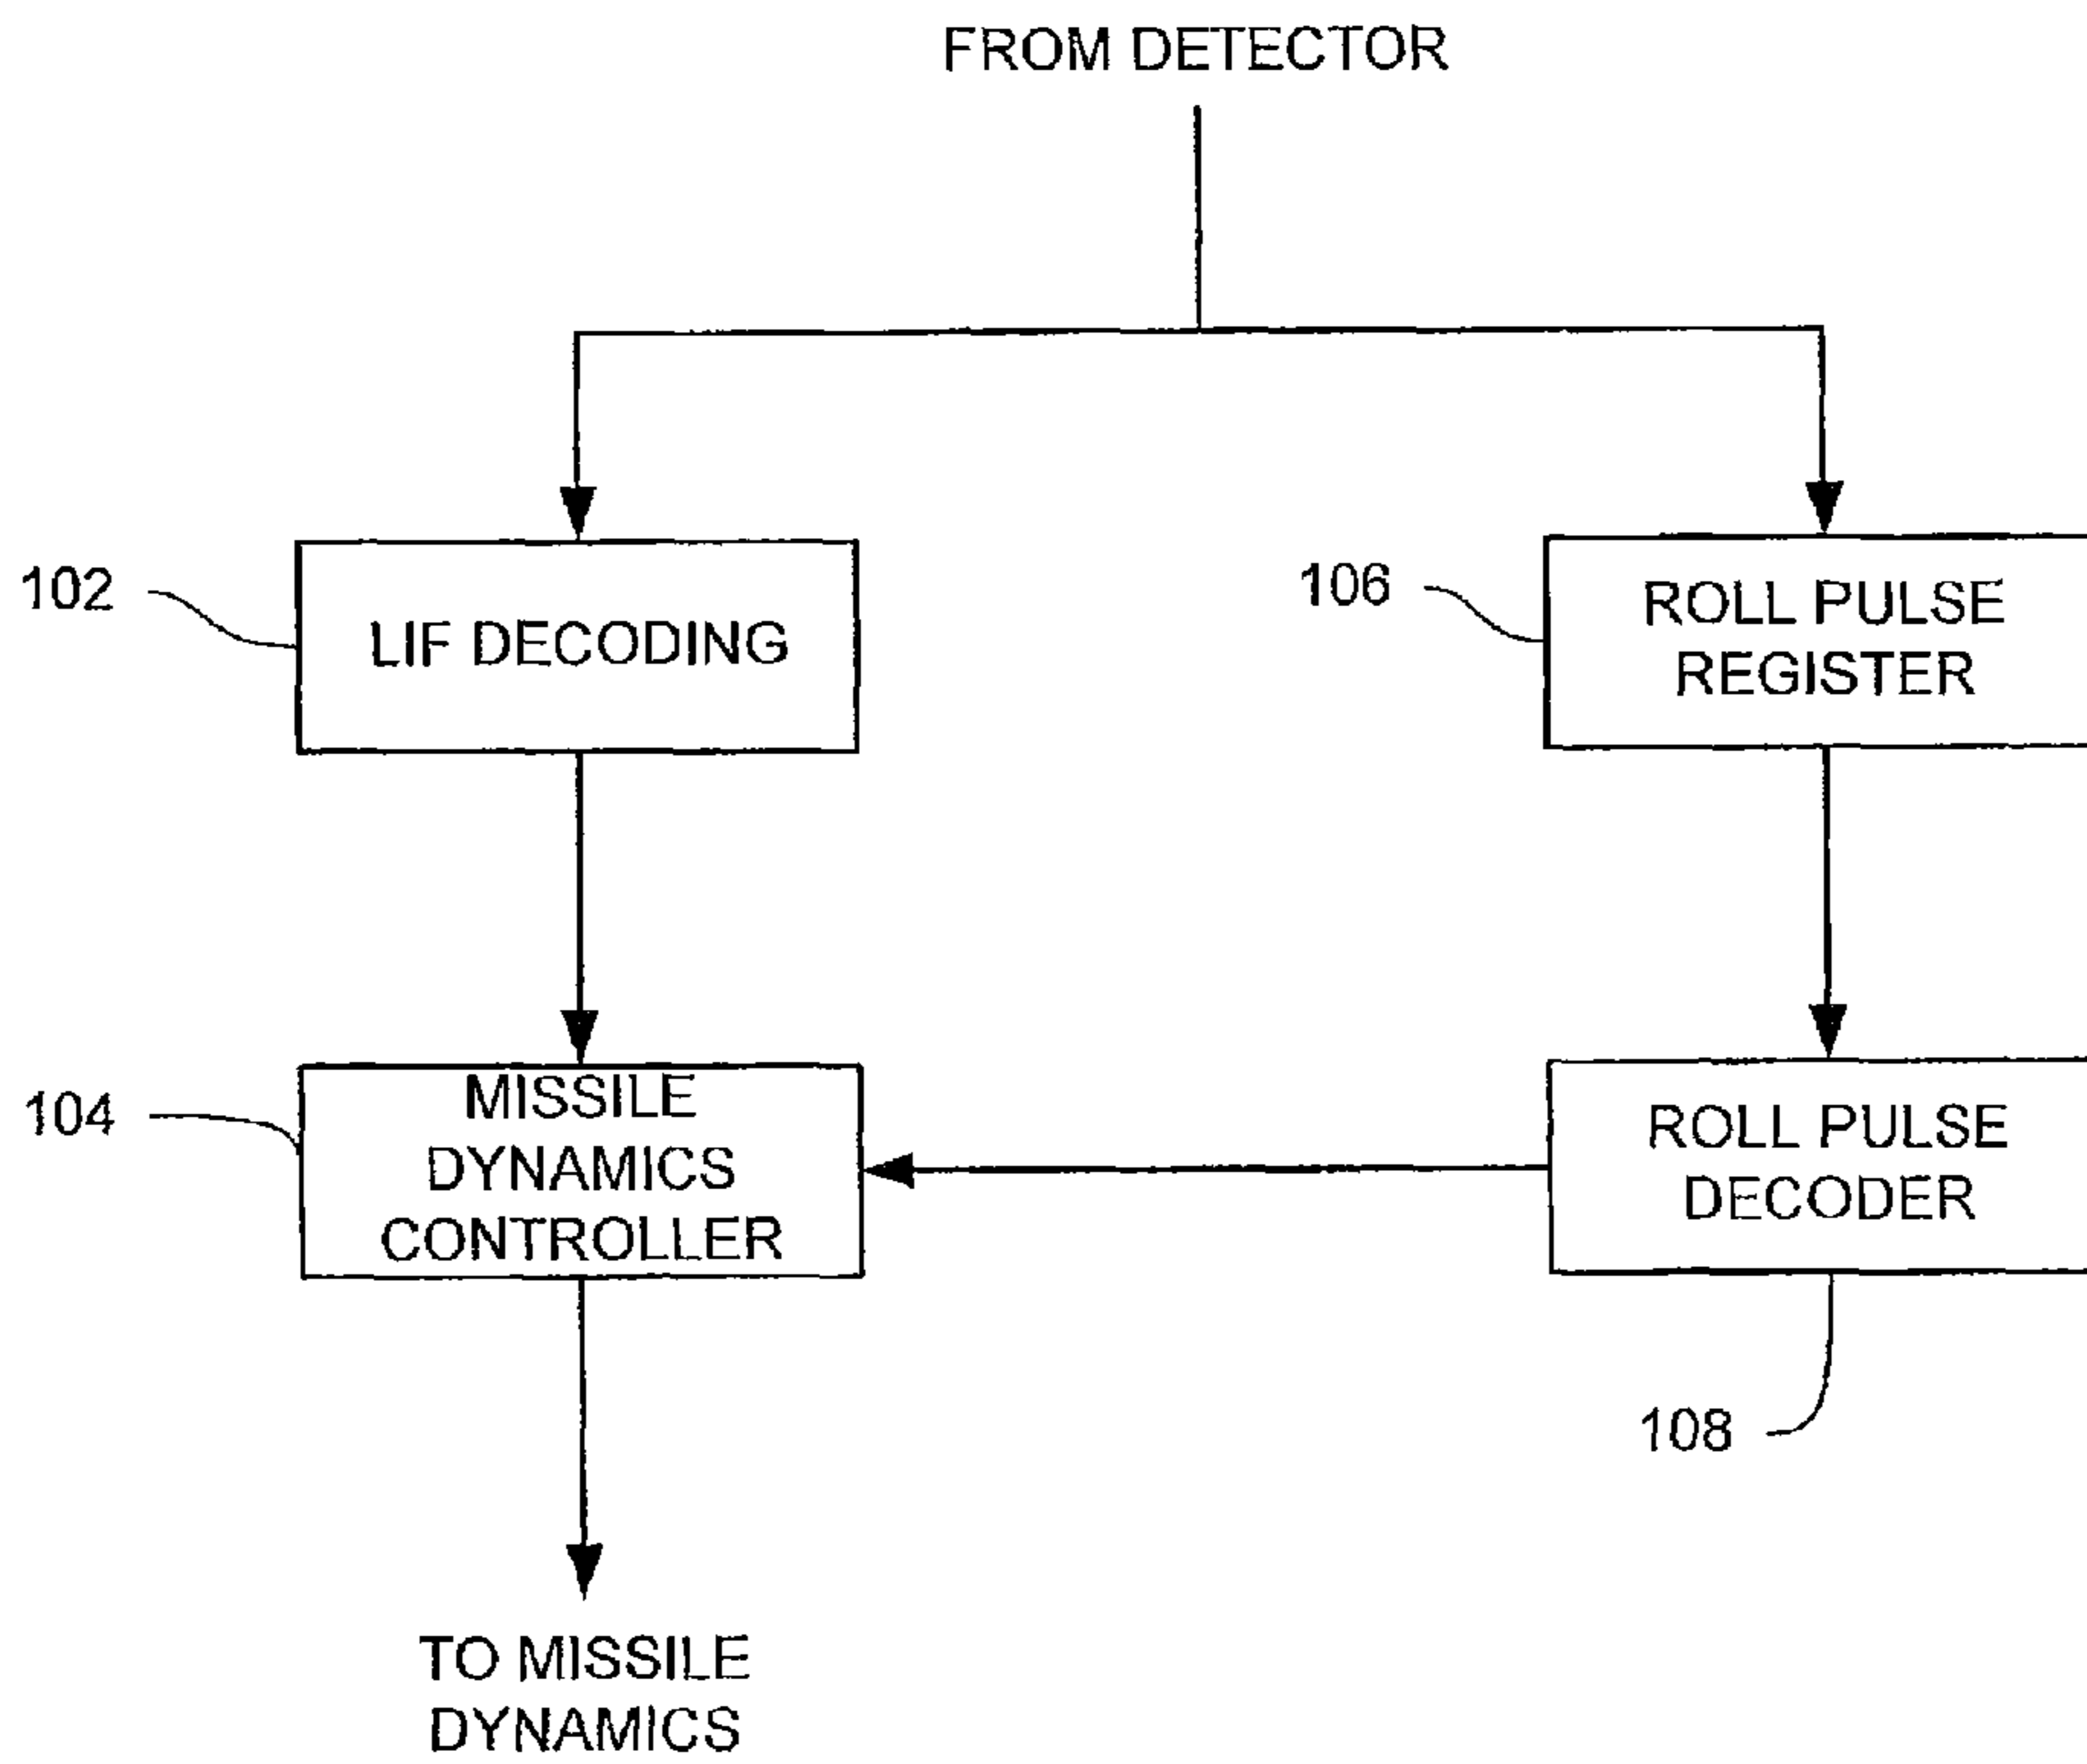 FROM DETECTOR
102
LIF DECODING
106
ROLL PULSE
REGISTER
104
MISSILE
DYNAMICS
CONTROLLER
ROLL PULSE
DECODER
108
TO MISSILE
DYNAMICS